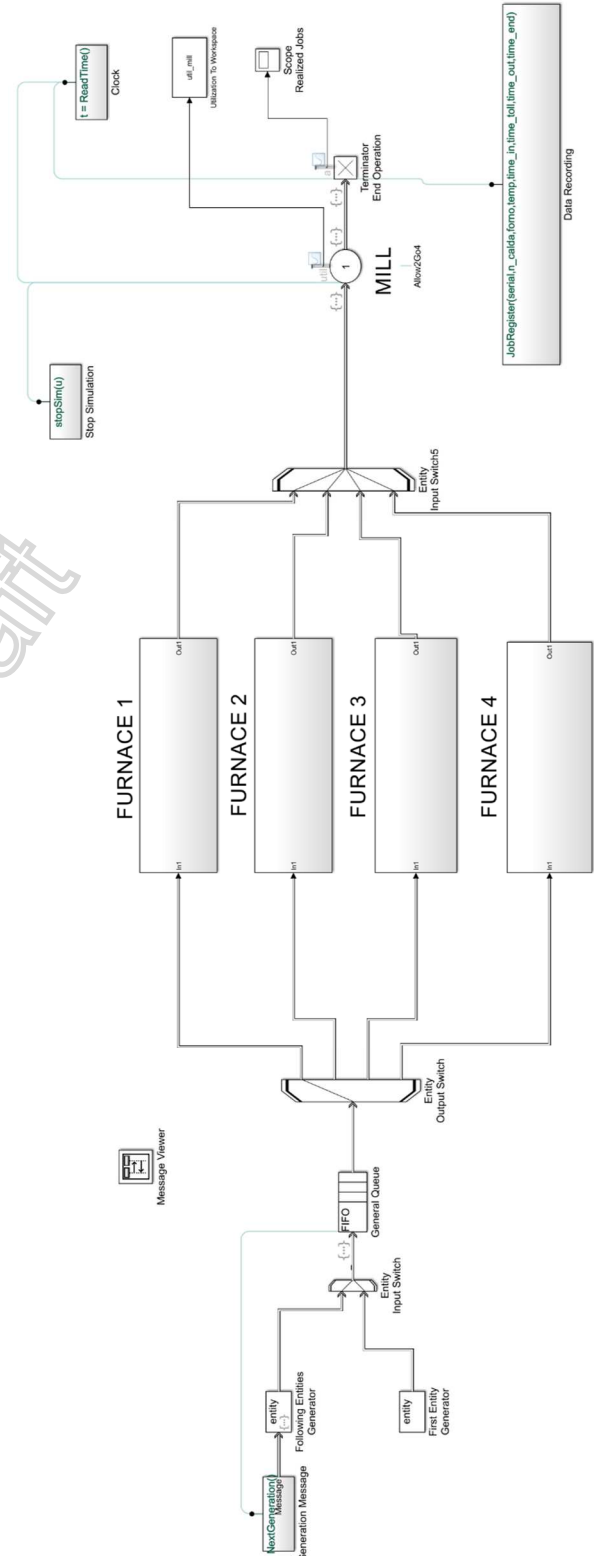 NextGeneration()
Message
Generation Message
entity
{...}
Following Entities
Generator
entity
First Entity
Generator
Entity
Input Switch
{...}
FIFO
General Queue
Message Viewer
Entity
Output Switch
FURNACE 1
In1
Out1
FURNACE 2
In1
Out1
FURNACE 3
In1
Out1
FURNACE 4
In1
Out1
Entity
Input Switch5
stopSim(u)
Stop Simulation
{...}
1
util
MILL
Allow2Go4
{...}
{...}
a
Terminator
End Operation
t = ReadTime()
Clock
util_mill
Utilization To Workspace
Scope
Realized Jobs
JobRegister(serial,n_calda,forno,temp,time_in,time_toll,time_out,time_end)
Data Recording